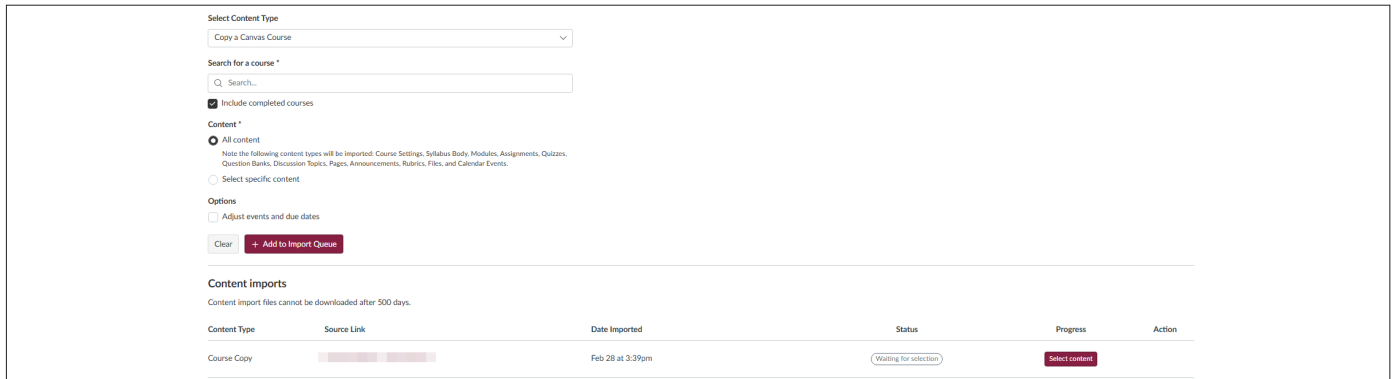 Select Content Type
Copy a Canvas Course
Search for a course *
Search...
Include completed courses
Content *
All content
Note the following content types will be imported: Course Settings, Syllabus Body, Modules, Assignments, Quizzes,
Question Banks, Discussion Topics, Pages, Announcements, Rubrics, Files, and Calendar Events.
Select specific content
Options
Adjust events and due dates
Clear + Add to Import Queue
Content imports
Content import files cannot be downloaded after 500 days.
Content Type Source Link Date Imported Status Progress Action
Course Copy Feb 28 at 3:39pm Waiting for selection Select content